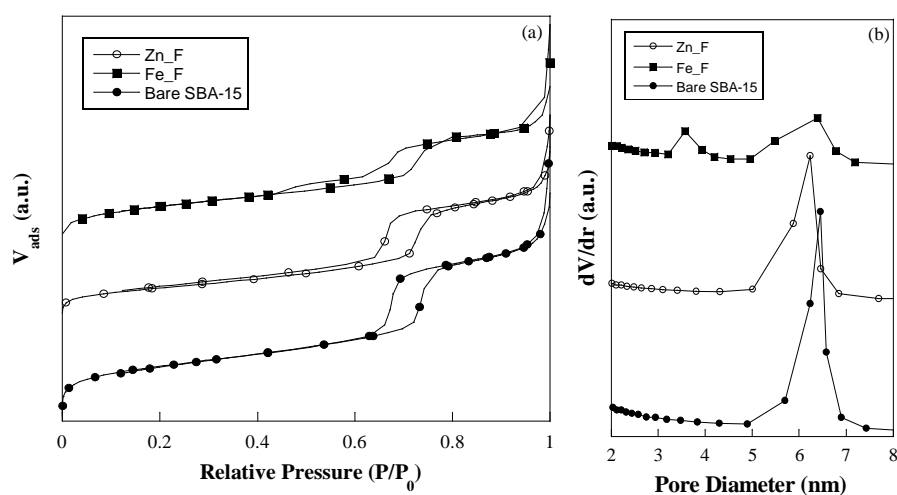 (a)
Zn_F
Fe_F
Bare SBA-15
V_ads (a.u.)
0 0.2 0.4 0.6 0.8 1
Relative Pressure (P/P_0)
(b)
Zn_F
Fe_F
Bare SBA-15
dV/dr (a.u.)
2 3 4 5 6 7 8
Pore Diameter (nm)